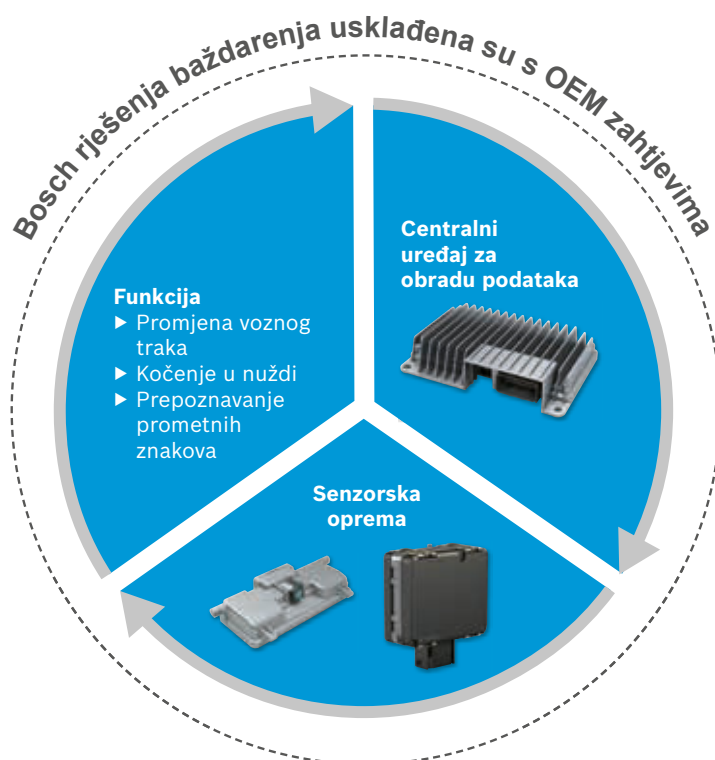 Bosch rješenja baždarenja usklađena su s OEM zahtjevima
Centralni
uređaj za
obradu podataka
Funkcija
▶ Promjena voznog
traka
▶ Kočenje u nuždi
▶ Prepoznavanje
prometnih
znakova
Senzorska
oprema